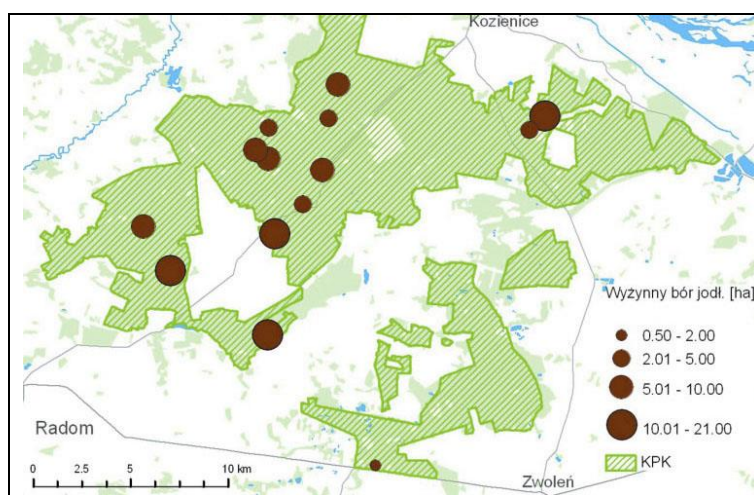 Kozienice
Wyżynny bór jodł. [ha]
0.50 - 2.00
2.01 - 5.00
5.01 - 10.00
10.01 - 21.00
KPK
Radom
Zwoleń
0 2.5 5 10 km